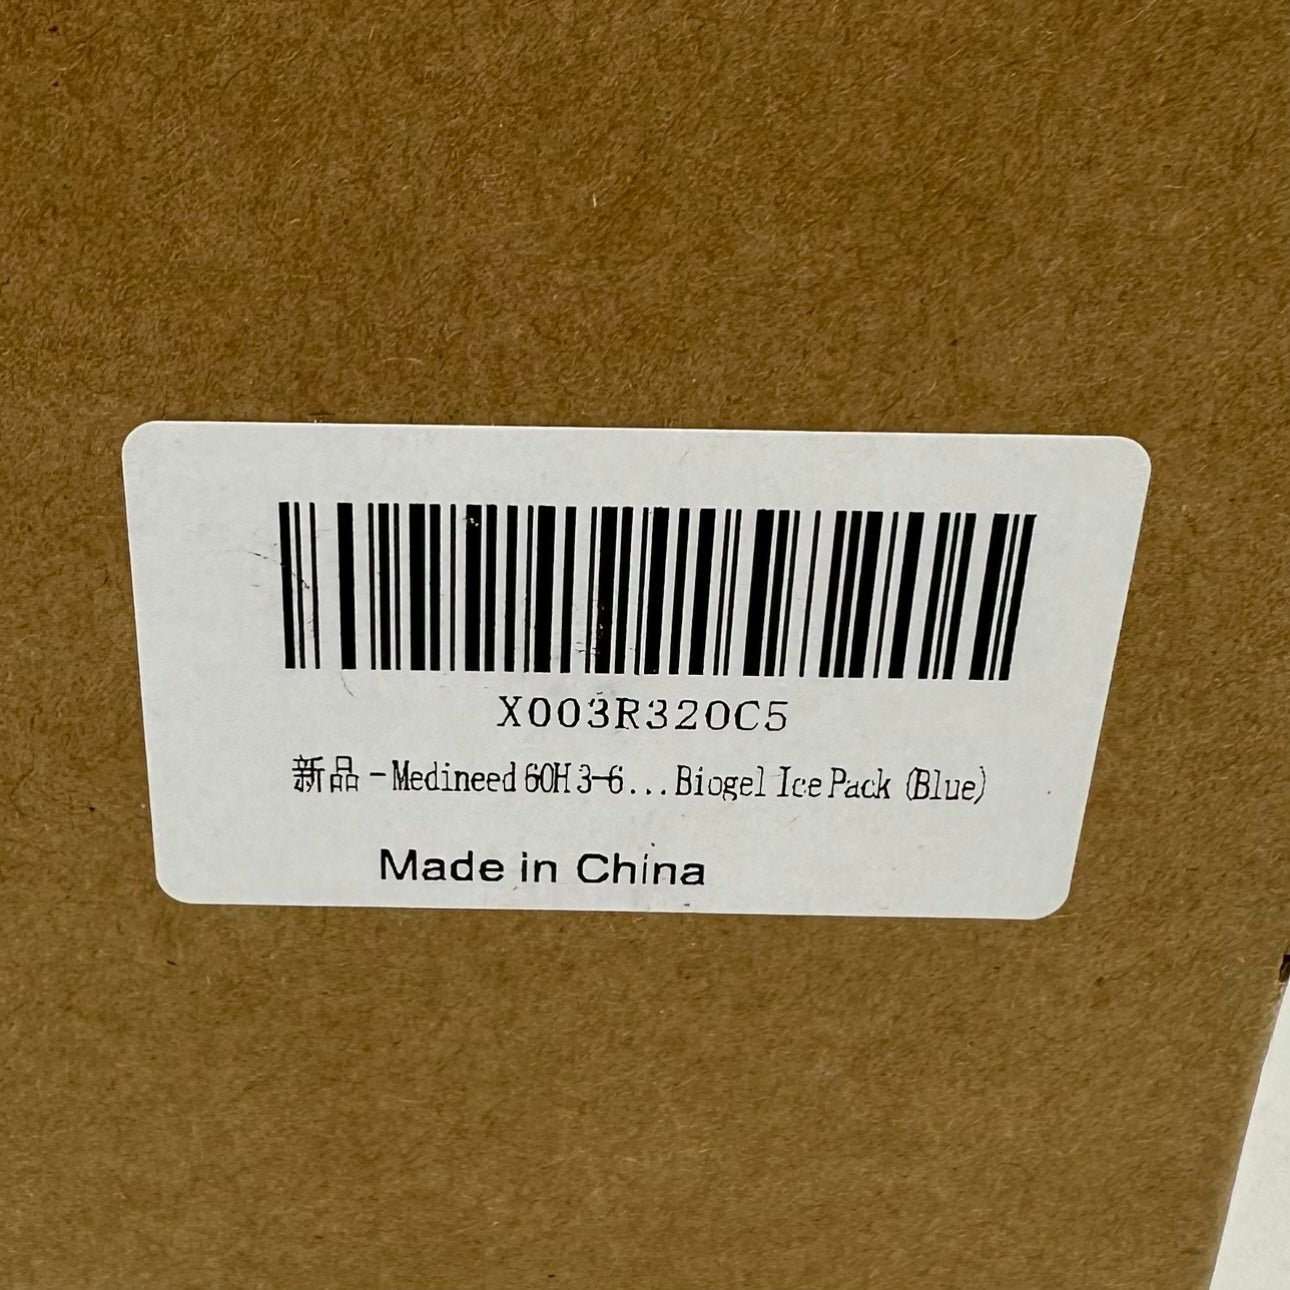 X003R320C5
新品 - Medineed 60H 3-6...Biogel Ice Pack (Blue)
Made in China